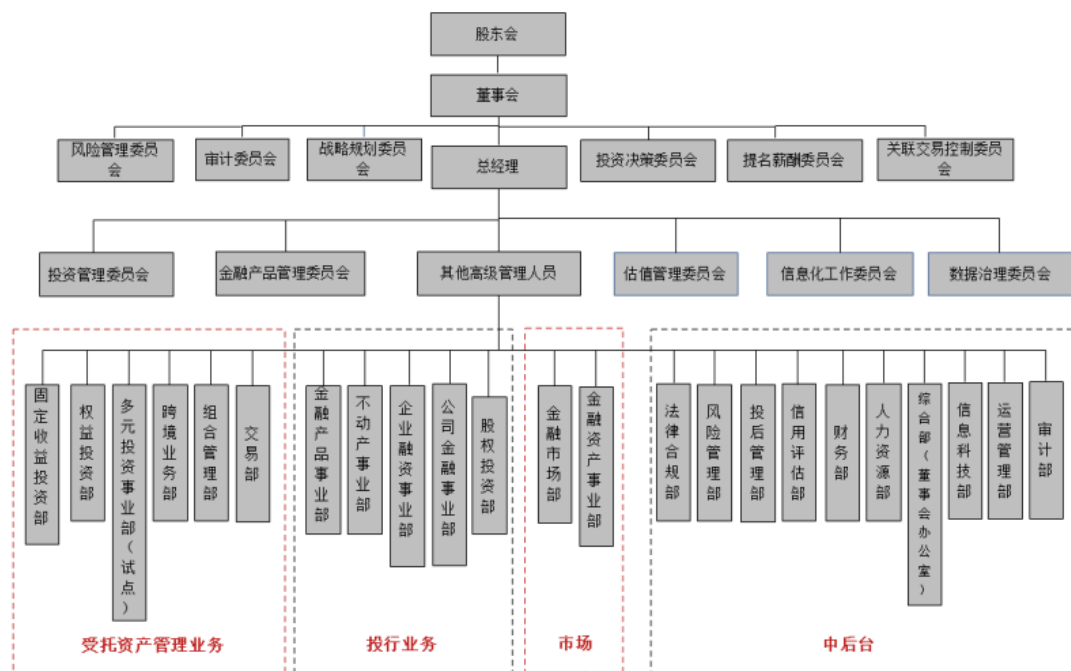 股东会
董事会
风险管理委员
会
审计委员会
战略规划委员
会
总经理
投资决策委员会
提名薪酬委员会
关联交易控制委员
会
投资管理委员会
金融产品管理委员会
其他高级管理人员
估值管理委员会
信息化工作委员会
数据治理委员会
固定收益投资部
权益投资部
多元投资事业部（试点）
跨境业务部
组合管理部
交易部
金融产品事业部
不动产事业部
企业融资事业部
公司金融事业部
股权投资部
金融市场部
金融资产事业部
法律合规部
风险管理部
投后管理部
信用评估部
财务部
人力资源部
综合部（董事会办公室）
信息科技部
运营管理部
审计部
受托资产管理业务
投行业务
市场
中后台